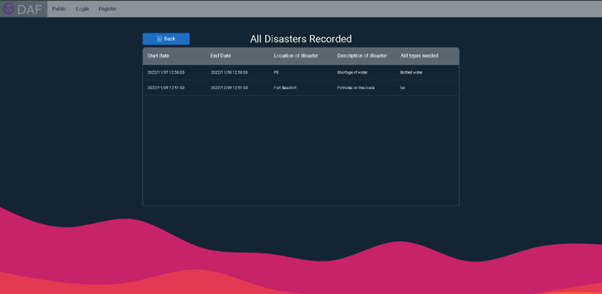 DAF Public Login Register
Back
All Disasters Recorded
Start date End Date Location of disaster Description of disaster Aid types needed
2022/11/07 12:50:00 2022/11/08 12:50:00 PE Shortage of water Bottled water
2022/11/09 12:51:00 2022/12/09 12:51:00 Fort Beaufort Potholes on the roads